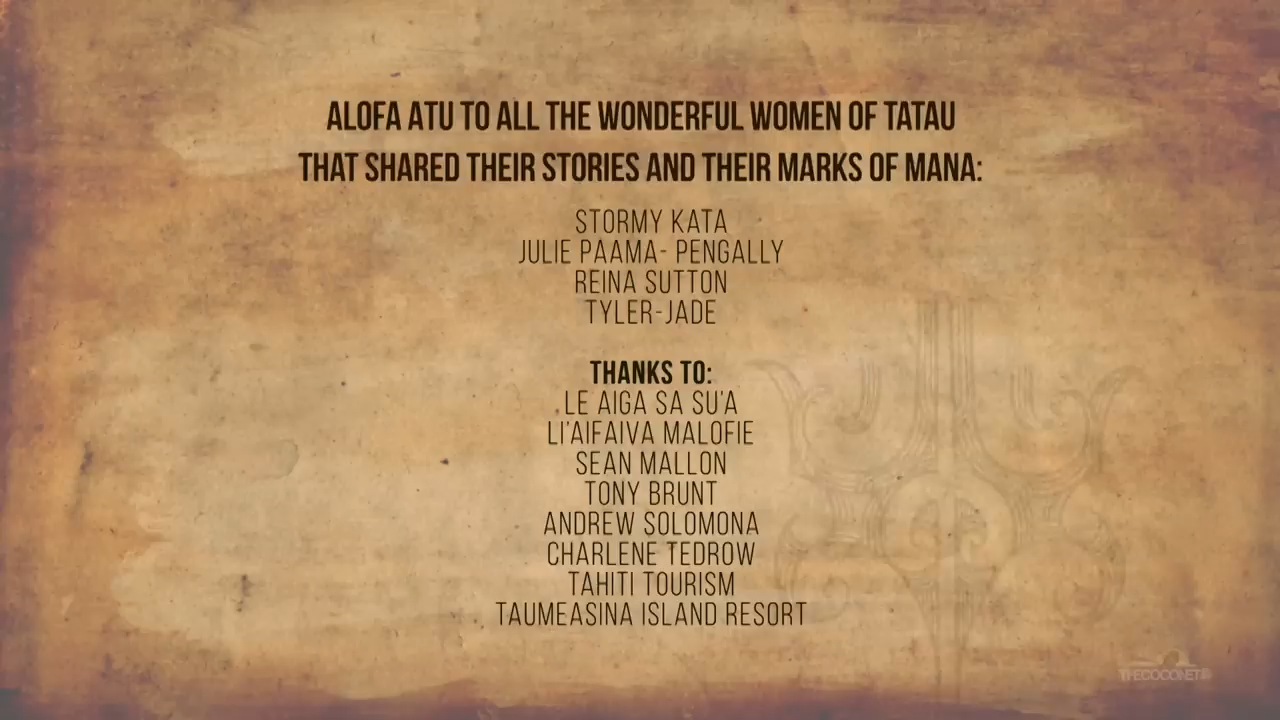 ALOFA ATU TO ALL THE WONDERFUL WOMEN OF TATAU
THAT SHARED THEIR STORIES AND THEIR MARKS OF MANA:
STORMY KATA
JULIE PAAMA- PENGALLY
REINA SUTTON
TYLER-JADE
THANKS TO:
LE AIGA SA SU'A
LI'AIFAIVA MALOFIE
SEAN MALLON
TONY BRUNT
ANDREW SOLOMONA
CHARLENE TEDROW
TAHITI TOURISM
TAUMEASINA ISLAND RESORT
THECOCONET